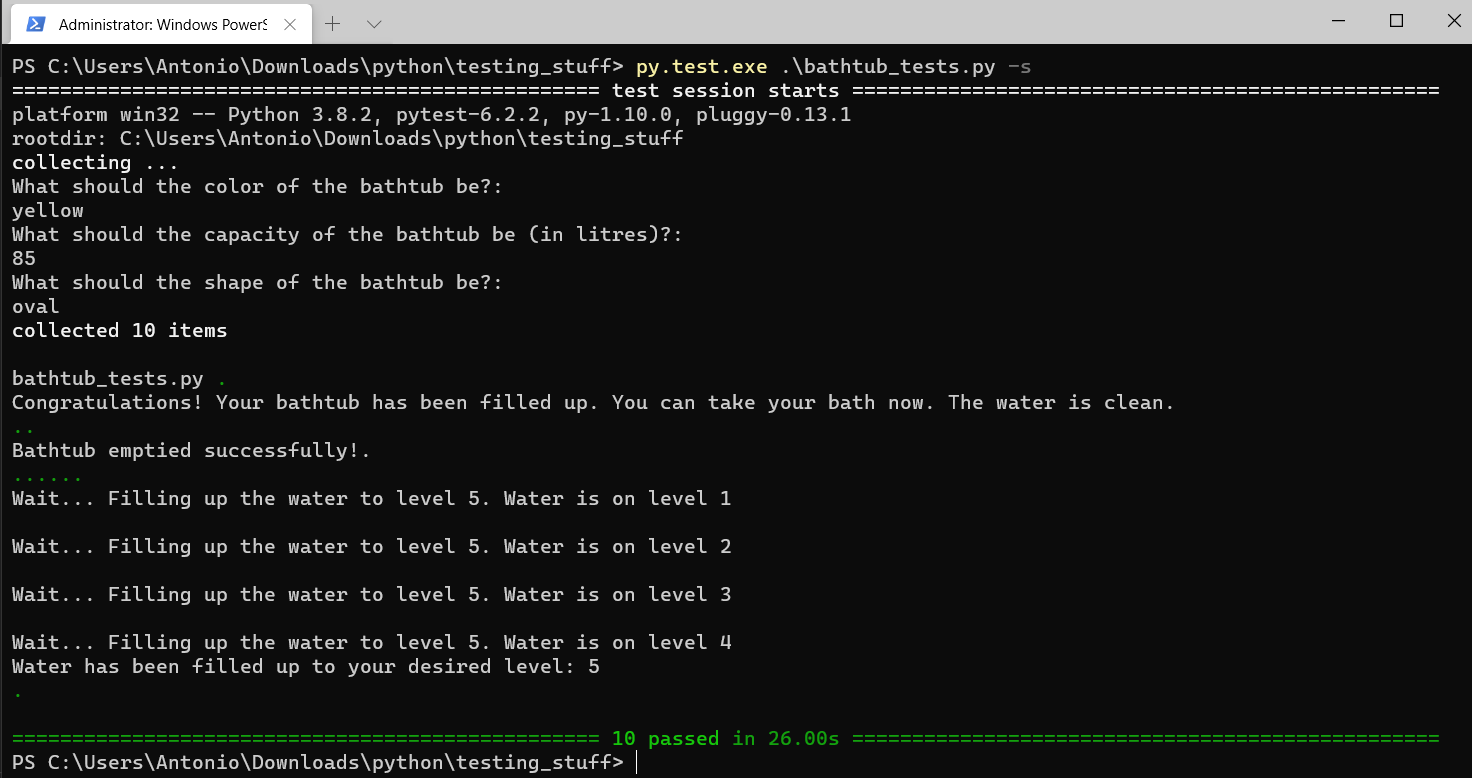 Administrator: Windows PowerS
PS C:\Users\Antonio\Downloads\python\testing_stuff> py.test.exe .\bathtub_tests.py -s
================================================= test session starts =================================================
platform win32 -- Python 3.8.2, pytest-6.2.2, py-1.10.0, pluggy-0.13.1
rootdir: C:\Users\Antonio\Downloads\python\testing_stuff
collecting ...
What should the color of the bathtub be?:
yellow
What should the capacity of the bathtub be (in litres)?:
85
What should the shape of the bathtub be?:
oval
collected 10 items
bathtub_tests.py .
Congratulations! Your bathtub has been filled up. You can take your bath now. The water is clean.
..
Bathtub emptied successfully!.
......
Wait... Filling up the water to level 5. Water is on level 1
Wait... Filling up the water to level 5. Water is on level 2
Wait... Filling up the water to level 5. Water is on level 3
Wait... Filling up the water to level 5. Water is on level 4
Water has been filled up to your desired level: 5
.
================================================= 10 passed in 26.00s =================================================
PS C:\Users\Antonio\Downloads\python\testing_stuff>